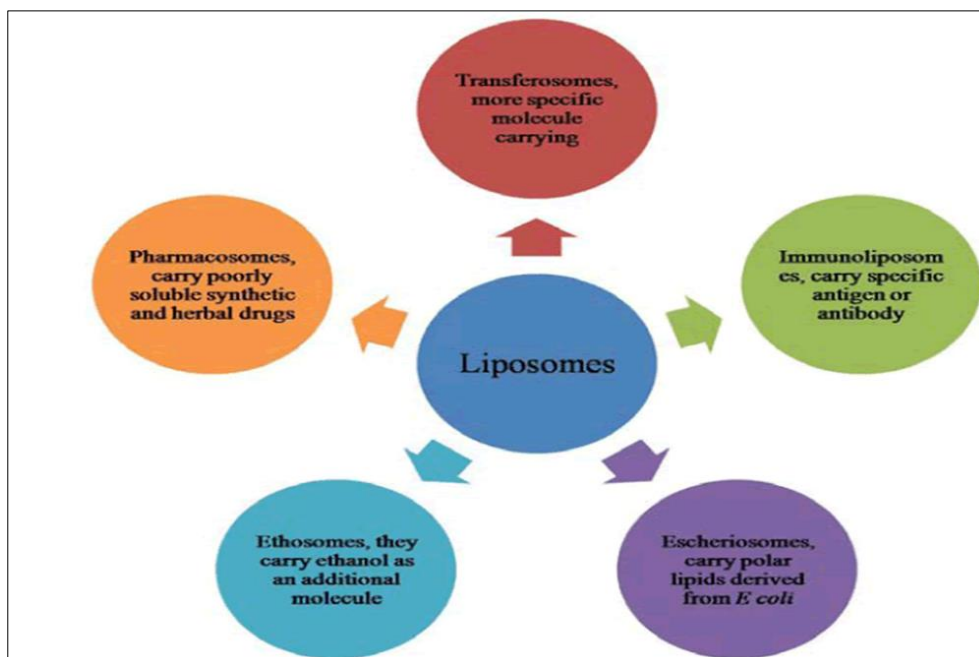 Transferosomes,
more specific
molecule
carrying
Pharmacosomes,
carry poorly
soluble synthetic
and herbal drugs
Immunoliposom
es, carry specific
antigen or
antibody
Liposomes
Ethosomes, they
carry ethanol as
an additional
molecule
Escheriosomes,
carry polar
lipids derived
from E coli